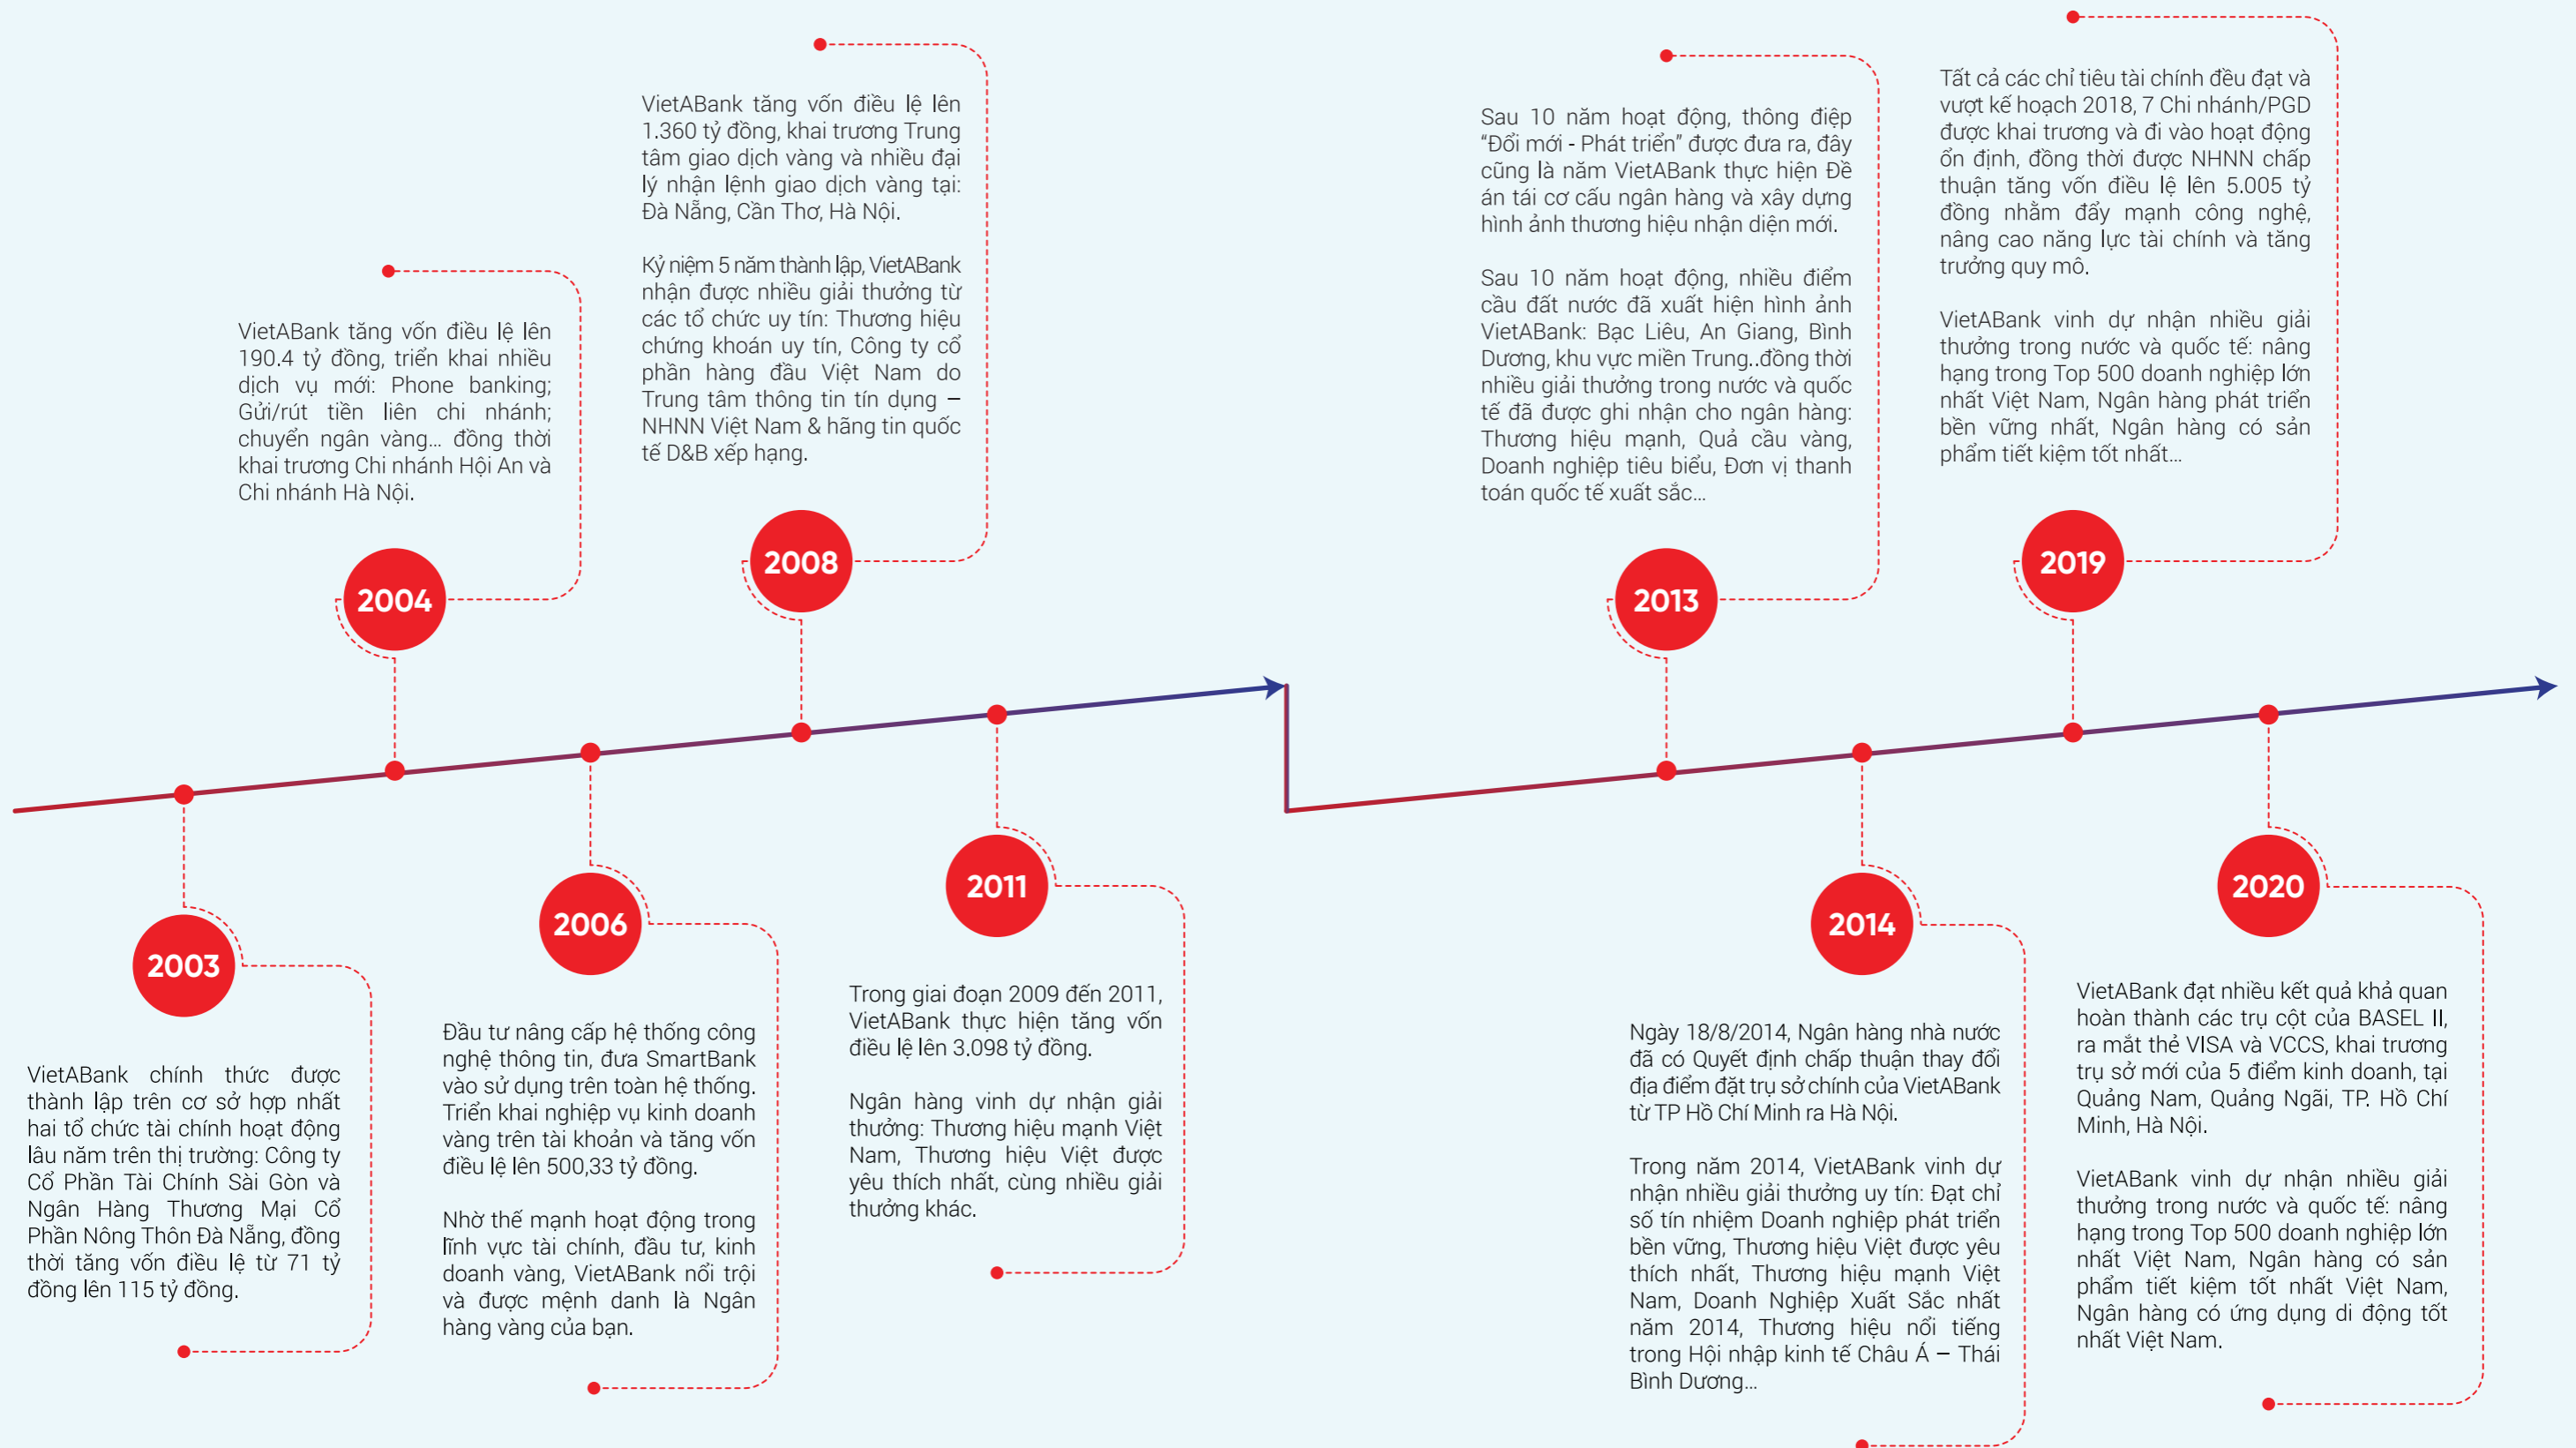 2003
VietABank chính thức được
thành lập trên cơ sở hợp nhất
hai tổ chức tài chính hoạt động
lâu năm trên thị trường: Công ty
Cổ Phần Tài Chính Sài Gòn và
Ngân Hàng Thương Mại Cổ
Phần Nông Thôn Đà Nẵng, đồng
thời tăng vốn điều lệ từ 71 tỷ
đồng lên 115 tỷ đồng.
VietABank tăng vốn điều lệ lên
190.4 tỷ đồng, triển khai nhiều
dịch vụ mới: Phone banking;
Gửi/rút tiền liên chi nhánh;
chuyển ngân vàng... đồng thời
khai trương Chi nhánh Hội An và
Chi nhánh Hà Nội.
2004
2006
Đầu tư nâng cấp hệ thống công
nghệ thông tin, đưa SmartBank
vào sử dụng trên toàn hệ thống.
Triển khai nghiệp vụ kinh doanh
vàng trên tài khoản và tăng vốn
điều lệ lên 500,33 tỷ đồng.
Nhờ thế mạnh hoạt động trong
lĩnh vực tài chính, đầu tư, kinh
doanh vàng, VietABank nổi trội
và được mệnh danh là Ngân
hàng vàng của bạn.
VietABank tăng vốn điều lệ lên
1.360 tỷ đồng, khai trương Trung
tâm giao dịch vàng và nhiều đại
lý nhận lệnh giao dịch vàng tại:
Đà Nẵng, Cần Thơ, Hà Nội.
Kỷ niệm 5 năm thành lập, VietABank
nhận được nhiều giải thưởng từ
các tổ chức uy tín: Thương hiệu
chứng khoán uy tín, Công ty cổ
phần hàng đầu Việt Nam do
Trung tâm thông tin tín dụng –
NHNN Việt Nam & hãng tin quốc
tế D&B xếp hạng.
2008
2011
Trong giai đoạn 2009 đến 2011,
VietABank thực hiện tăng vốn
điều lệ lên 3.098 tỷ đồng.
Ngân hàng vinh dự nhận giải
thưởng: Thương hiệu mạnh Việt
Nam, Thương hiệu Việt được
yêu thích nhất, cùng nhiều giải
thưởng khác.
Sau 10 năm hoạt động, thông điệp
“Đổi mới - Phát triển” được đưa ra, đây
cũng là năm VietABank thực hiện Đề
án tái cơ cấu ngân hàng và xây dựng
hình ảnh thương hiệu nhận diện mới.
Sau 10 năm hoạt động, nhiều điểm
cầu đất nước đã xuất hiện hình ảnh
VietABank: Bạc Liêu, An Giang, Bình
Dương, khu vực miền Trung..đồng thời
nhiều giải thưởng trong nước và quốc
tế đã được ghi nhận cho ngân hàng:
Thương hiệu mạnh, Quả cầu vàng,
Doanh nghiệp tiêu biểu, Đơn vị thanh
toán quốc tế xuất sắc...
2013
2014
Ngày 18/8/2014, Ngân hàng nhà nước
đã có Quyết định chấp thuận thay đổi
địa điểm đặt trụ sở chính của VietABank
từ TP Hồ Chí Minh ra Hà Nội.
Trong năm 2014, VietABank vinh dự
nhận nhiều giải thưởng uy tín: Đạt chỉ
số tín nhiệm Doanh nghiệp phát triển
bền vững, Thương hiệu Việt được yêu
thích nhất, Thương hiệu mạnh Việt
Nam, Doanh Nghiệp Xuất Sắc nhất
năm 2014, Thương hiệu nổi tiếng
trong Hội nhập kinh tế Châu Á – Thái
Bình Dương...
Tất cả các chỉ tiêu tài chính đều đạt và
vượt kế hoạch 2018, 7 Chi nhánh/PGD
được khai trương và đi vào hoạt động
ổn định, đồng thời được NHNN chấp
thuận tăng vốn điều lệ lên 5.005 tỷ
đồng nhằm đẩy mạnh công nghệ,
nâng cao năng lực tài chính và tăng
trưởng quy mô.
VietABank vinh dự nhận nhiều giải
thưởng trong nước và quốc tế: nâng
hạng trong Top 500 doanh nghiệp lớn
nhất Việt Nam, Ngân hàng phát triển
bền vững nhất, Ngân hàng có sản
phẩm tiết kiệm tốt nhất...
2019
2020
VietABank đạt nhiều kết quả khả quan
hoàn thành các trụ cột của BASEL II,
ra mắt thẻ VISA và VCCS, khai trương
trụ sở mới của 5 điểm kinh doanh, tại
Quảng Nam, Quảng Ngãi, TP. Hồ Chí
Minh, Hà Nội.
VietABank vinh dự nhận nhiều giải
thưởng trong nước và quốc tế: nâng
hạng trong Top 500 doanh nghiệp lớn
nhất Việt Nam, Ngân hàng có sản
phẩm tiết kiệm tốt nhất Việt Nam,
Ngân hàng có ứng dụng di động tốt
nhất Việt Nam.